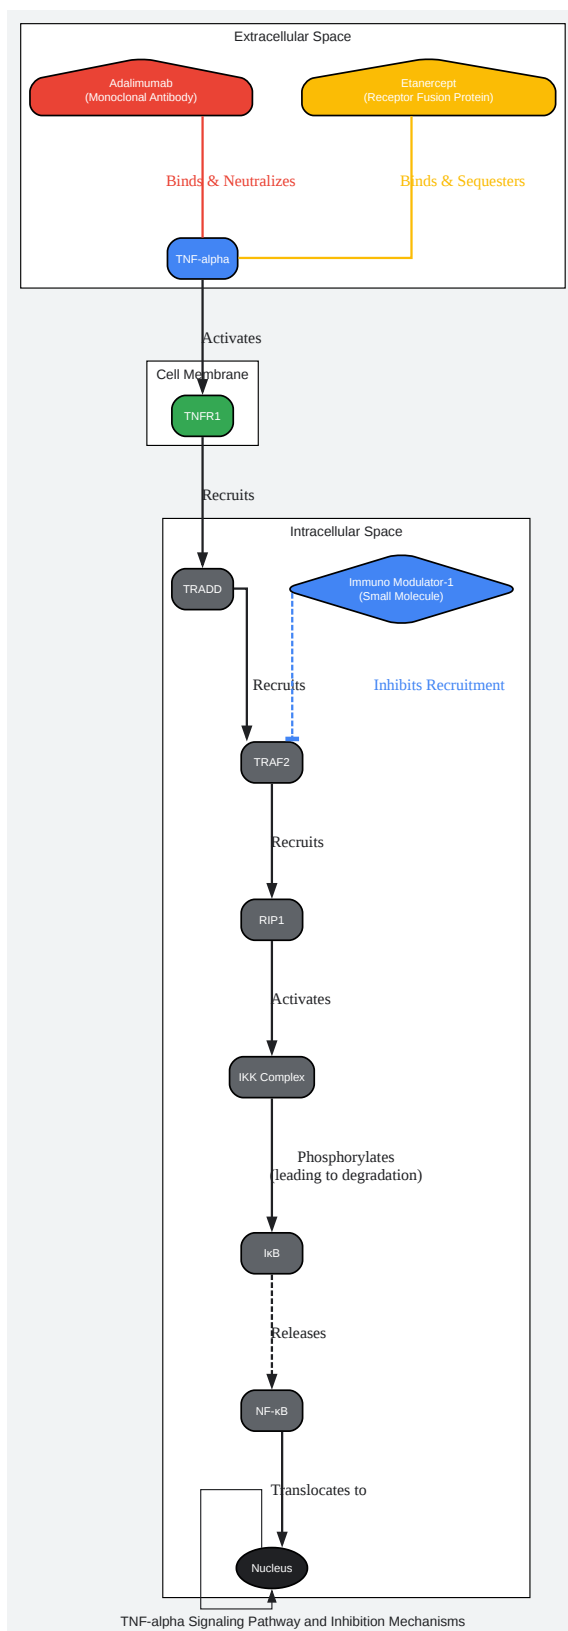 Extracellular Space
Adalimumab
(Monoclonal Antibody)
Etanercept
(Receptor Fusion Protein)
Binds & Neutralizes
Binds & Sequesters
TNF-alpha
Activates
Cell Membrane
TNFR1
Recruits
Intracellular Space
TRADD
Immuno Modulator-1
(Small Molecule)
Recruits
Inhibits Recruitment
TRAF2
Recruits
RIP1
Activates
IKK Complex
Phosphorylates
(leading to degradation)
IκB
Releases
NF-κB
Translocates to
Nucleus
TNF-alpha Signaling Pathway and Inhibition Mechanisms